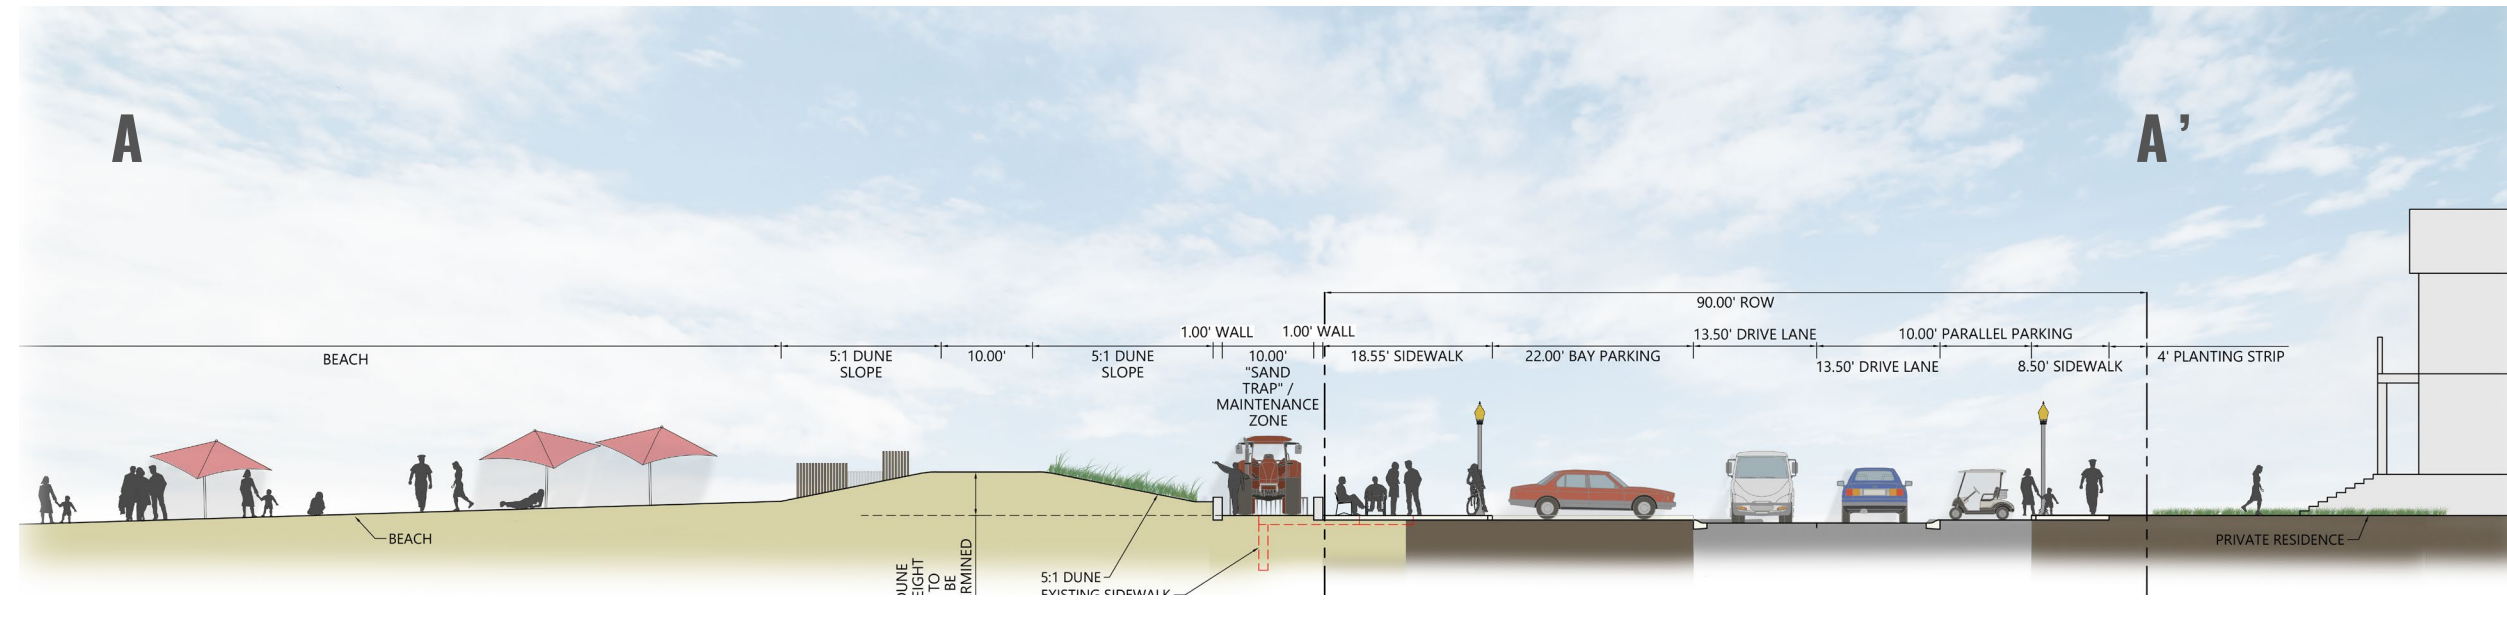 A
A’
90.00' ROW
1.00' WALL
1.00' WALL
13.50' DRIVE LANE
10.00' PARALLEL PARKING
BEACH
5:1 DUNE
SLOPE
10.00'
5:1 DUNE
SLOPE
10.00'
"SAND
TRAP" /
MAINTENANCE
ZONE
18.55' SIDEWALK
22.00' BAY PARKING
13.50' DRIVE LANE
8.50' SIDEWALK
4' PLANTING STRIP
BEACH
TO
BE
5:1 DUNE
EXISTING SIDEWALK
PRIVATE RESIDENCE